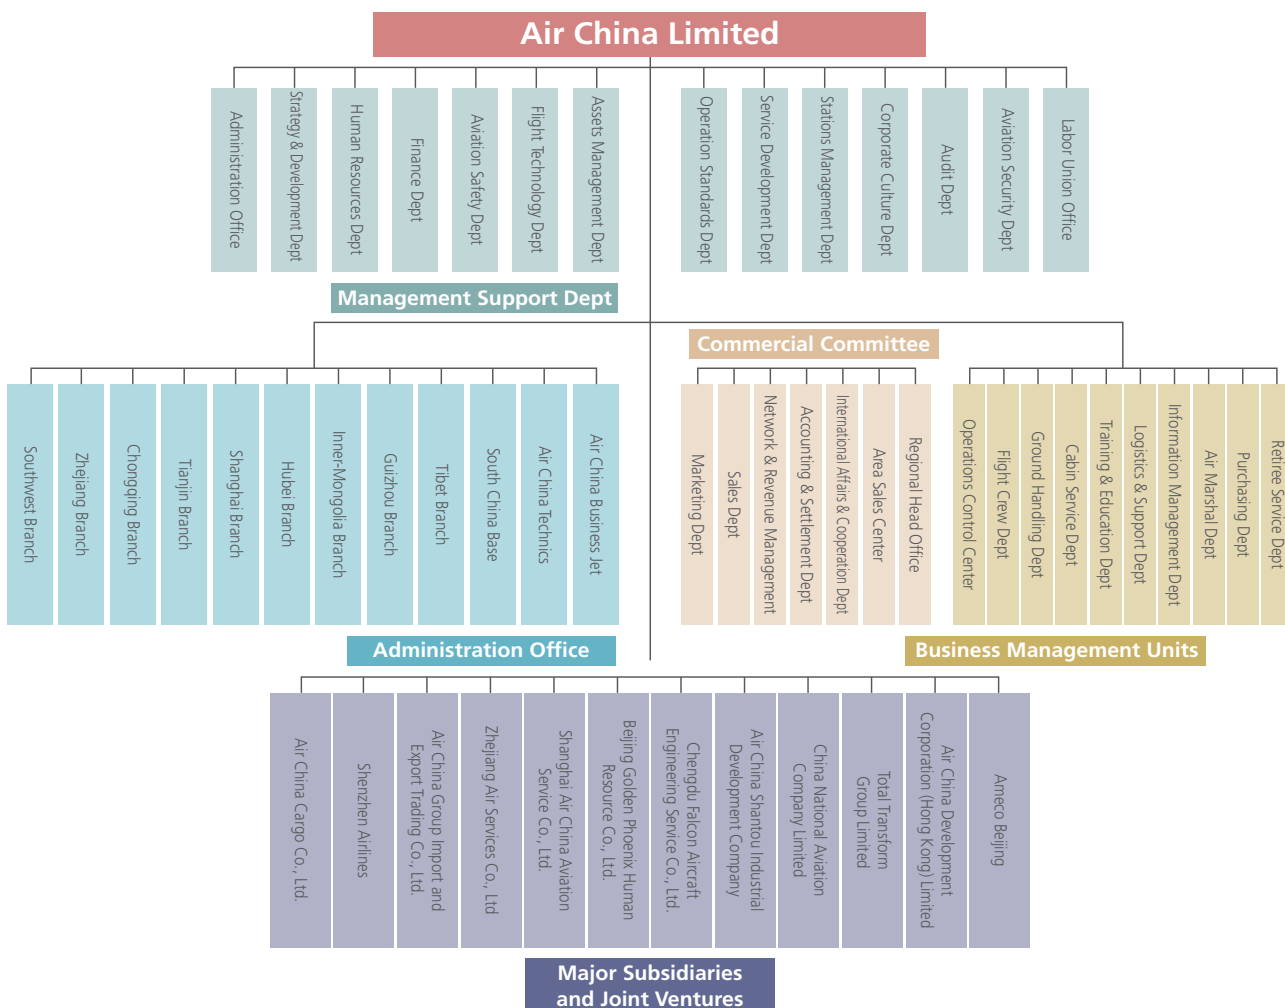 Air China Limited
Administration Office
Strategy & Development Dept
Human Resources Dept
Finance Dept
Aviation Safety Dept
Flight Technology Dept
Assets Management Dept
Operation Standards Dept
Service Development Dept
Stations Management Dept
Corporate Culture Dept
Audit Dept
Aviation Security Dept
Labor Union Office
Management Support Dept
Commercial Committee
Southwest Branch
Zhejiang Branch
Chongqing Branch
Tianjin Branch
Shanghai Branch
Hubei Branch
Inner-Mongolia Branch
Guizhou Branch
Tibet Branch
South China Base
Air China Technics
Air China Business Jet
Marketing Dept
Sales Dept
Network & Revenue Management
Accounting & Settlement Dept
International Affairs & Cooperation Dept
Area Sales Center
Regional Head Office
Operations Control Center
Flight Crew Dept
Ground Handling Dept
Cabin Service Dept
Training & Education Dept
Logistics & Support Dept
Information Management Dept
Air Marshal Dept
Purchasing Dept
Retiree Service Dept
Administration Office
Business Management Units
Air China Cargo Co., Ltd.
Shenzhen Airlines
Air China Group Import and
Export Trading Co., Ltd.
Zhejiang Air Services Co., Ltd
Shanghai Air China Aviation
Service Co., Ltd.
Beijing Golden Phoenix Human
Resource Co., Ltd.
Chengdu Falcon Aircraft
Engineering Service Co., Ltd.
Air China Shantou Industrial
Development Company
China National Aviation
Company Limited
Total Transform
Group Limited
Air China Development
Corporation (Hong Kong) Limited
Ameco Beijing
Major Subsidiaries
and Joint Ventures